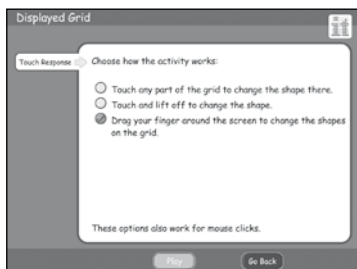 Displayed Grid
it
Touch Response
Choose how the activity works:
Touch any part of the grid to change the shape there.
Touch and lift off to change the shape.
Drag your finger around the screen to change the shapes
on the grid.
These options also work for mouse clicks.
Play
Go Back